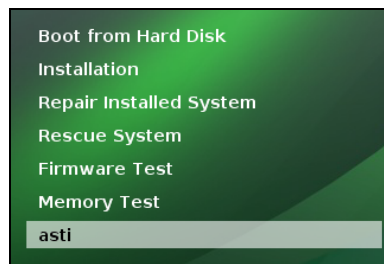 Boot from Hard Disk
Installation
Repair Installed System
Rescue System
Firmware Test
Memory Test
asti